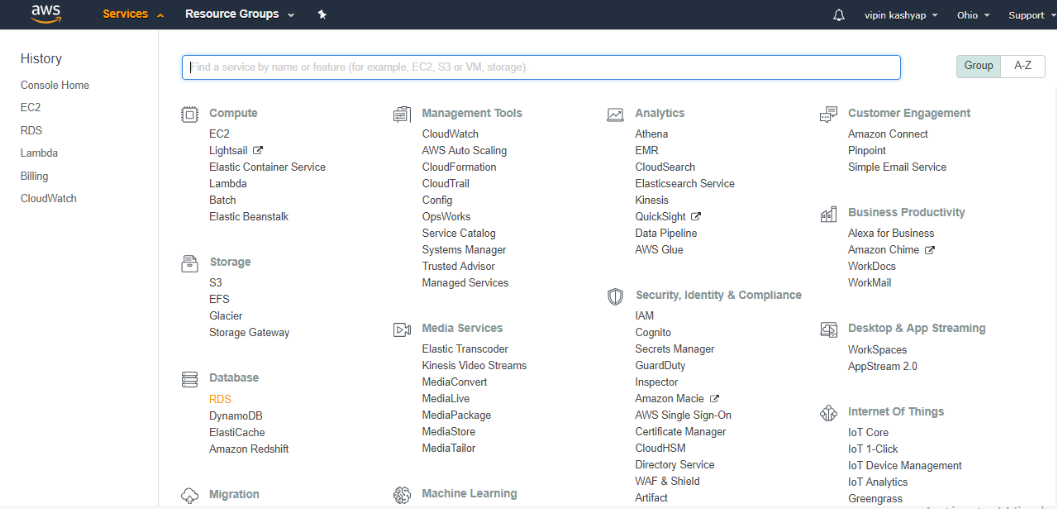 aws
Services
Resource Groups
vipin kashyap
Ohio
Support
History
Console Home
EC2
RDS
Lambda
Billing
CloudWatch
Find a service by name or feature (for example, EC2, S3 or VM, storage).
Group
A-Z
Compute
EC2
Lightsail
Elastic Container Service
Lambda
Batch
Elastic Beanstalk
Storage
S3
EFS
Glacier
Storage Gateway
Database
RDS
DynamoDB
ElastiCache
Amazon Redshift
Migration
Management Tools
CloudWatch
AWS Auto Scaling
CloudFormation
CloudTrail
Config
OpsWorks
Service Catalog
Systems Manager
Trusted Advisor
Managed Services
Media Services
Elastic Transcoder
Kinesis Video Streams
MediaConvert
MediaLive
MediaPackage
MediaStore
MediaTailor
Machine Learning
Analytics
Athena
EMR
CloudSearch
Elasticsearch Service
Kinesis
QuickSight
Data Pipeline
AWS Glue
Security, Identity & Compliance
IAM
Cognito
Secrets Manager
GuardDuty
Inspector
Amazon Macie
AWS Single Sign-On
Certificate Manager
CloudHSM
Directory Service
WAF & Shield
Artifact
Customer Engagement
Amazon Connect
Pinpoint
Simple Email Service
Business Productivity
Alexa for Business
Amazon Chime
WorkDocs
WorkMail
Desktop & App Streaming
WorkSpaces
AppStream 2.0
Internet Of Things
IoT Core
IoT 1-Click
IoT Device Management
IoT Analytics
Greengrass